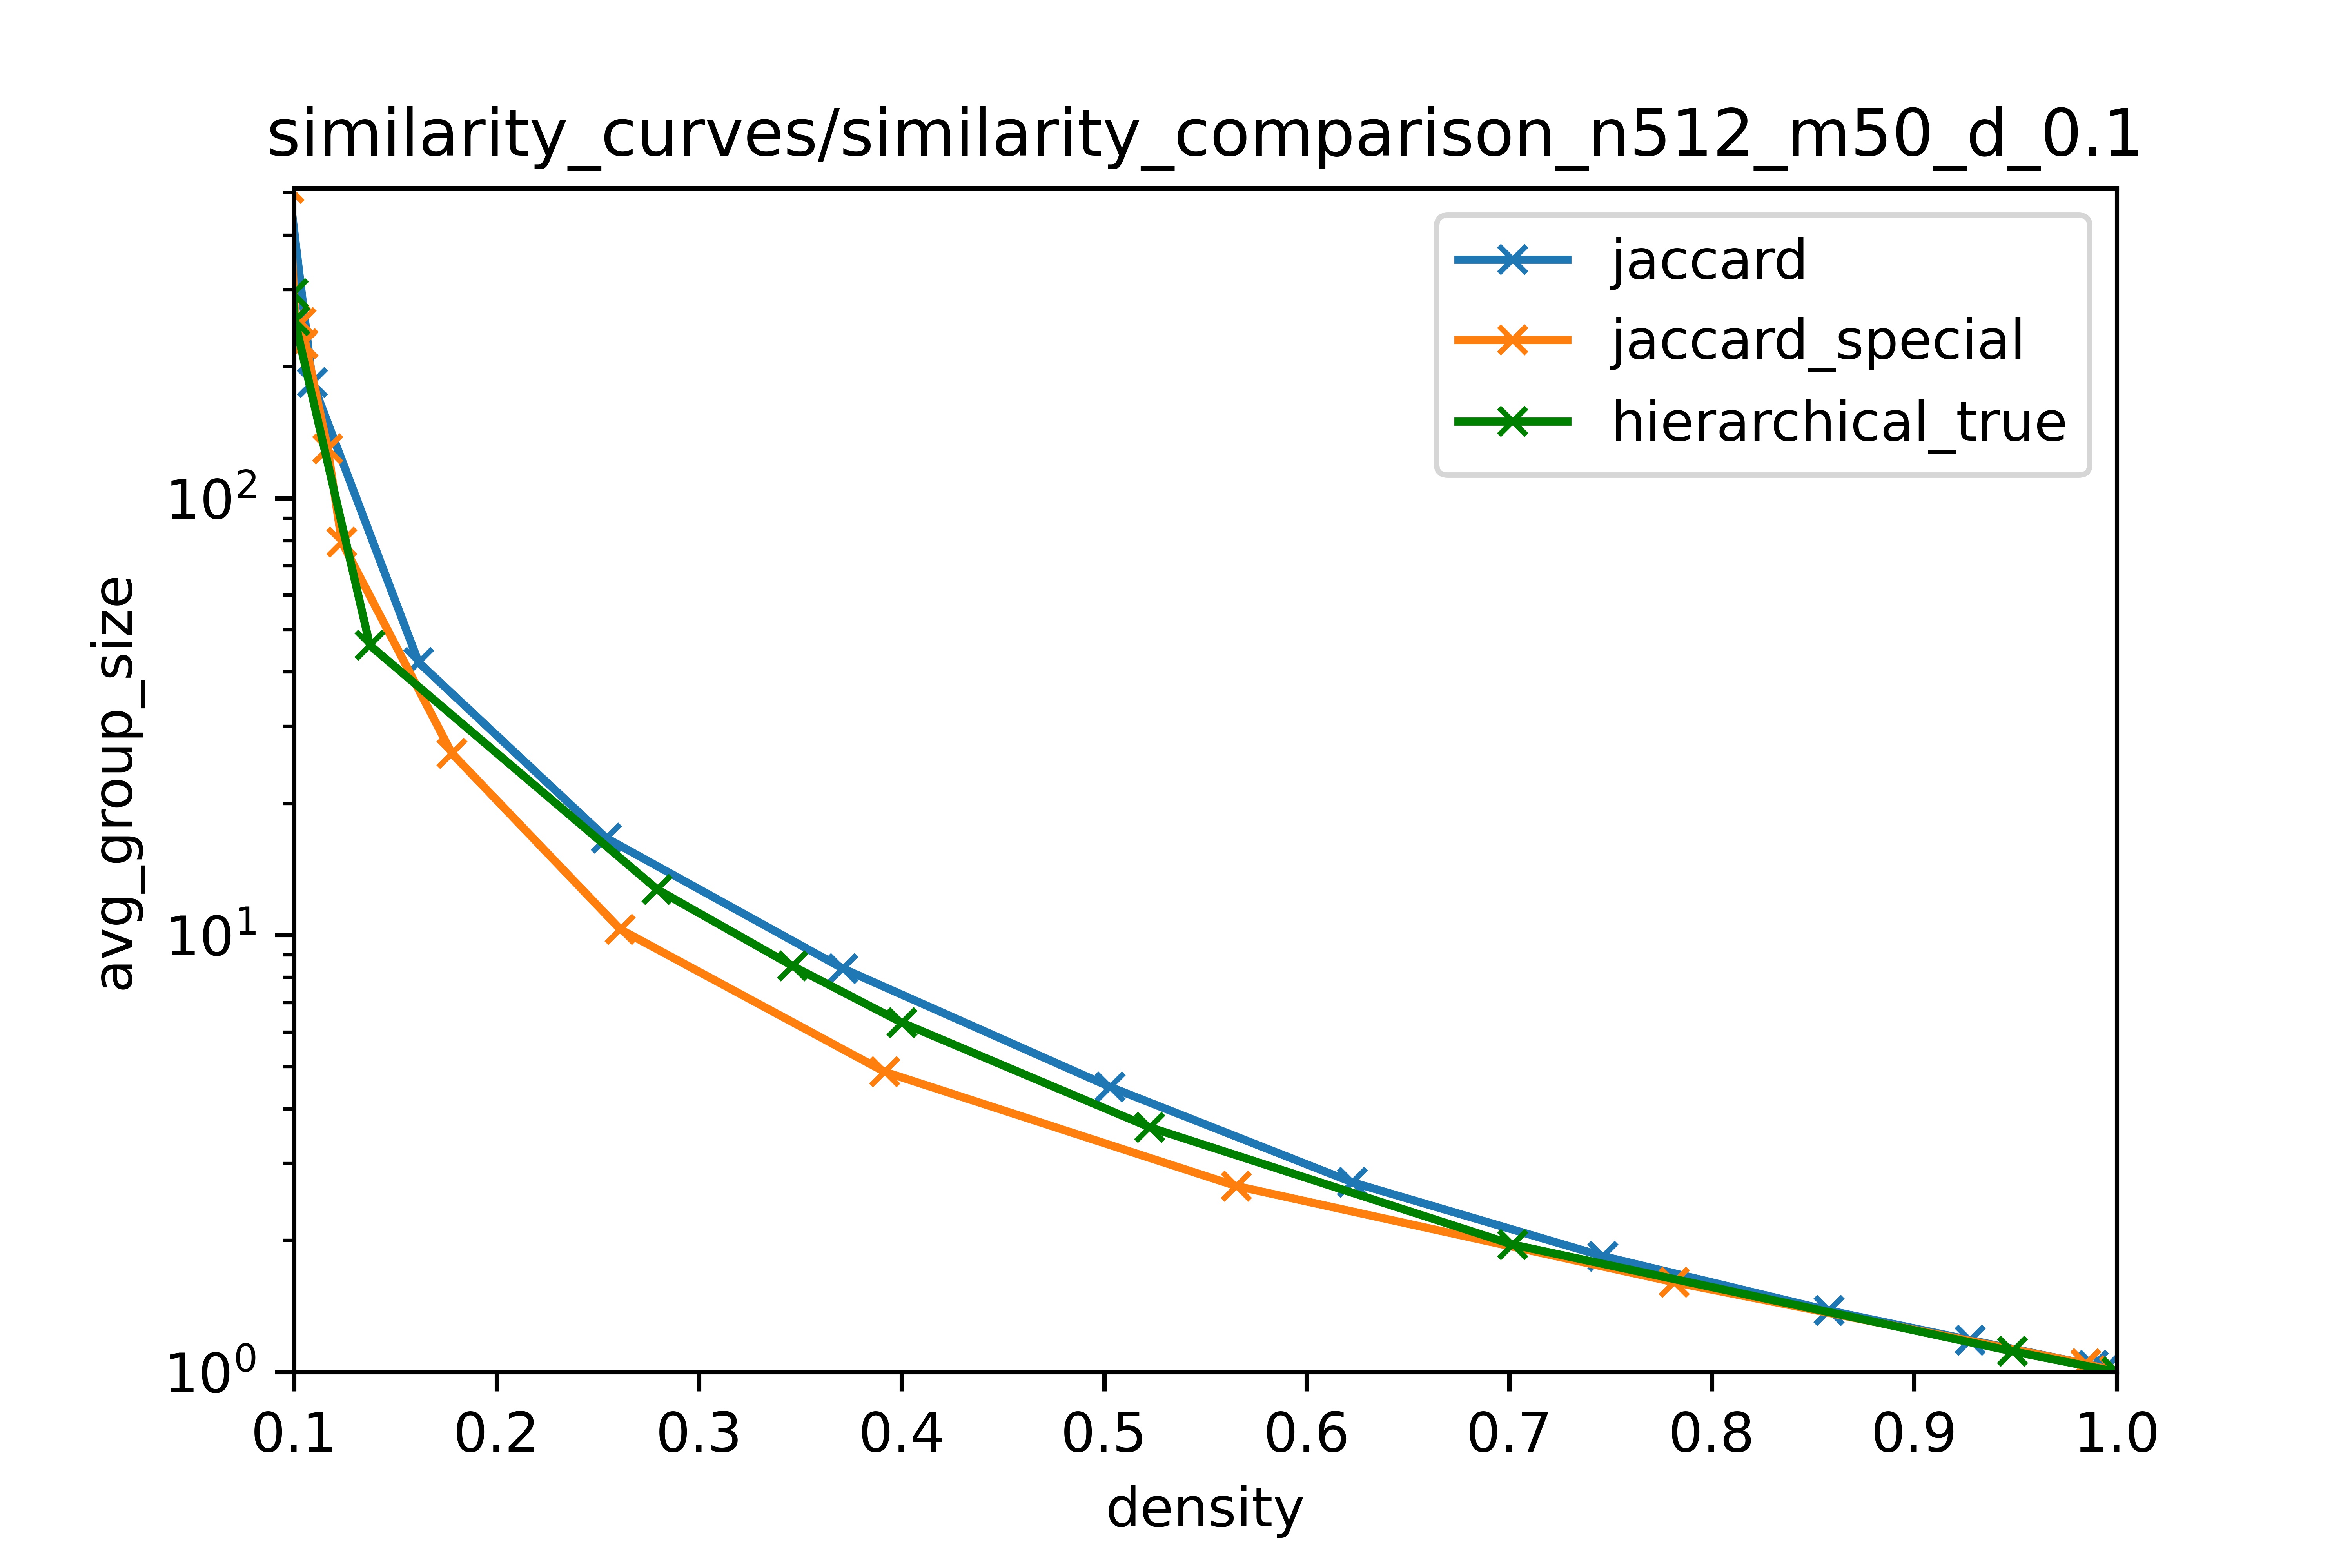 similarity_curves/similarity_comparison_n512_m50_d_0.1
jaccard
jaccard_special
hierarchical_true
avg_group_size
10²
10¹
10⁰
0.1 0.2 0.3 0.4 0.5 0.6 0.7 0.8 0.9 1.0
density